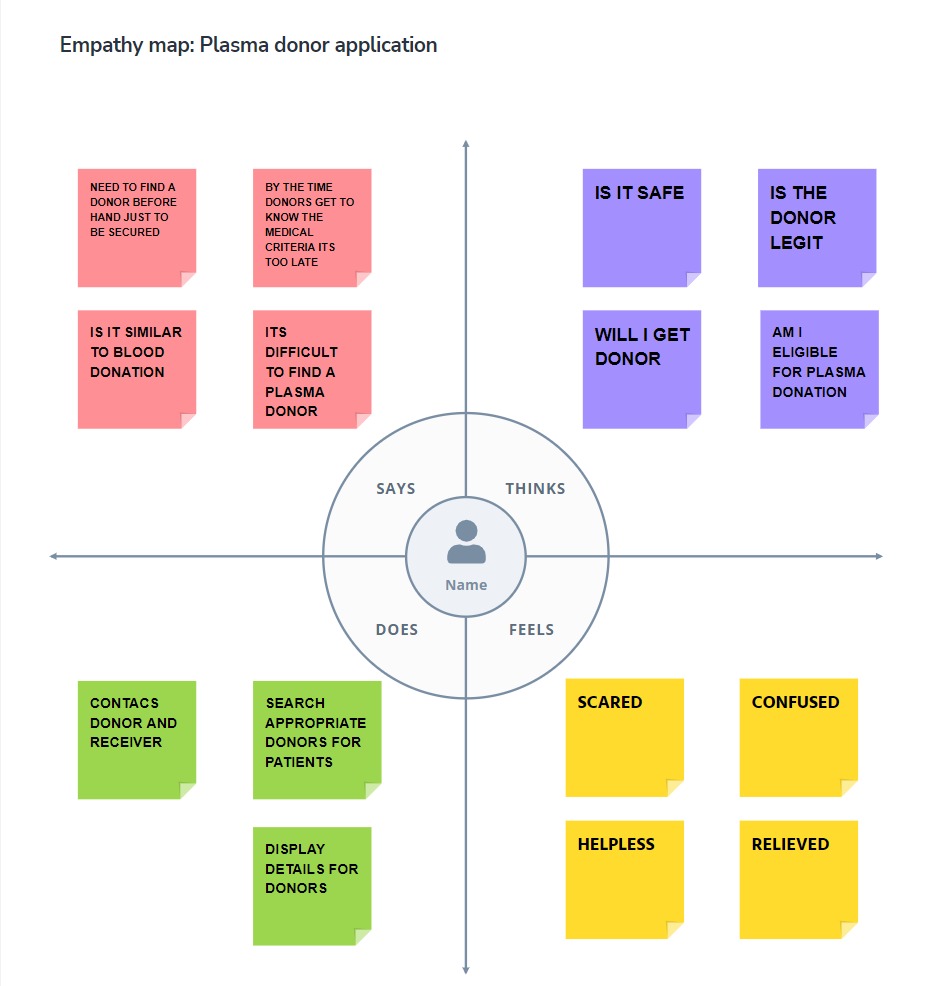 Empathy map: Plasma donor application
NEED TO FIND A
DONOR BEFORE
HAND JUST TO
BE SECURED
BY THE TIME
DONORS GET TO
KNOW THE
MEDICAL
CRITERIA ITS
TOO LATE
IS IT SIMILAR
TO BLOOD
DONATION
ITS
DIFFICULT
TO FIND A
PLASMA
DONOR
IS IT SAFE
IS THE
DONOR
LEGIT
WILL I GET
DONOR
AM I
ELIGIBLE
FOR PLASMA
DONATION
SAYS
THINKS
Name
DOES
FEELS
CONTACS
DONOR AND
RECEIVER
SEARCH
APPROPRIATE
DONORS FOR
PATIENTS
DISPLAY
DETAILS FOR
DONORS
SCARED
CONFUSED
HELPLESS
RELIEVED